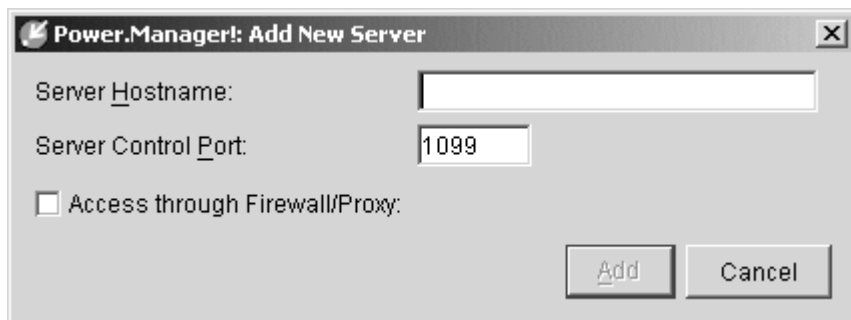 Power.Manager!: Add New Server
Server Hostname:
Server Control Port: 1099
Access through Firewall/Proxy:
Add Cancel